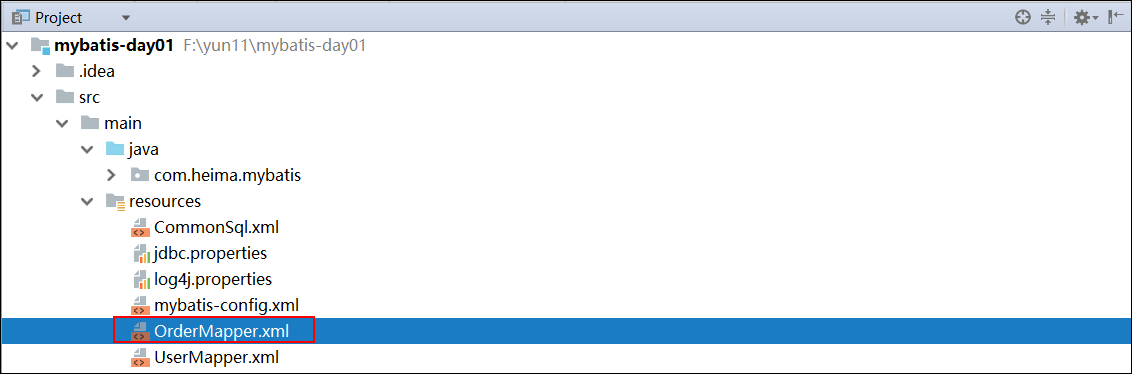 Project
mybatis-day01 F:\yun11\mybatis-day01
.idea
src
main
java
com.heima.mybatis
resources
CommonSql.xml
jdbc.properties
log4j.properties
mybatis-config.xml
OrderMapper.xml
UserMapper.xml